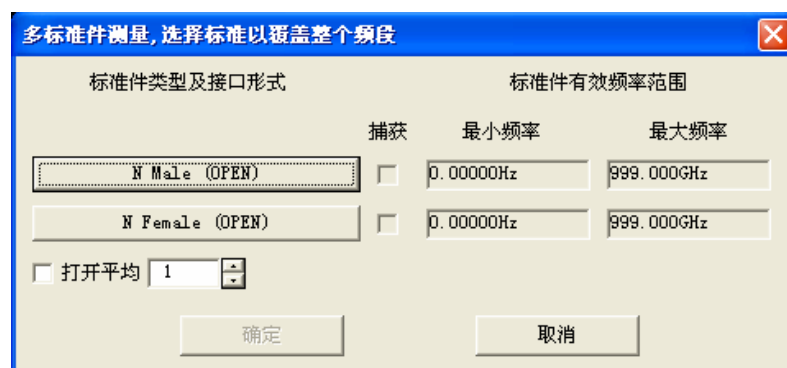 多标准件测量,选择标准以覆盖整个频段
标准件类型及接口形式 标准件有效频率范围
捕获 最小频率 最大频率
N Male (OPEN) 0.00000Hz 999.000GHz
N Female (OPEN) 0.00000Hz 999.000GHz
打开平均 1
确定 取消